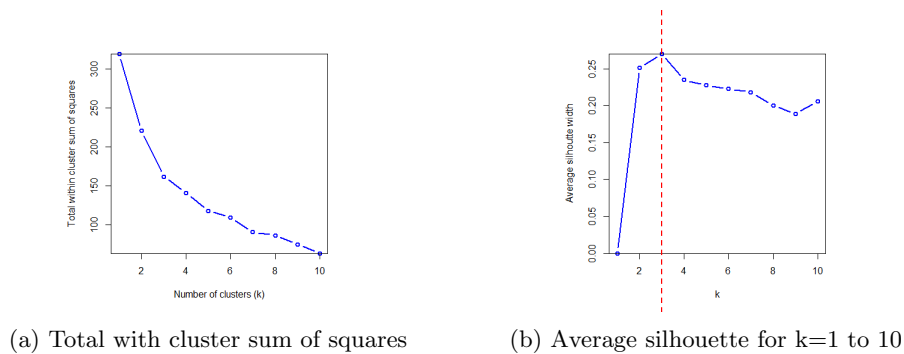 Total within cluster sum of squares
300
250
200
150
100
2 4 6 8 10
Number of clusters (k)
(a) Total with cluster sum of squares
Average silhoutte width
0.25
0.20
0.15
0.10
0.05
0.00
2 4 6 8 10
k
(b) Average silhouette for k=1 to 10